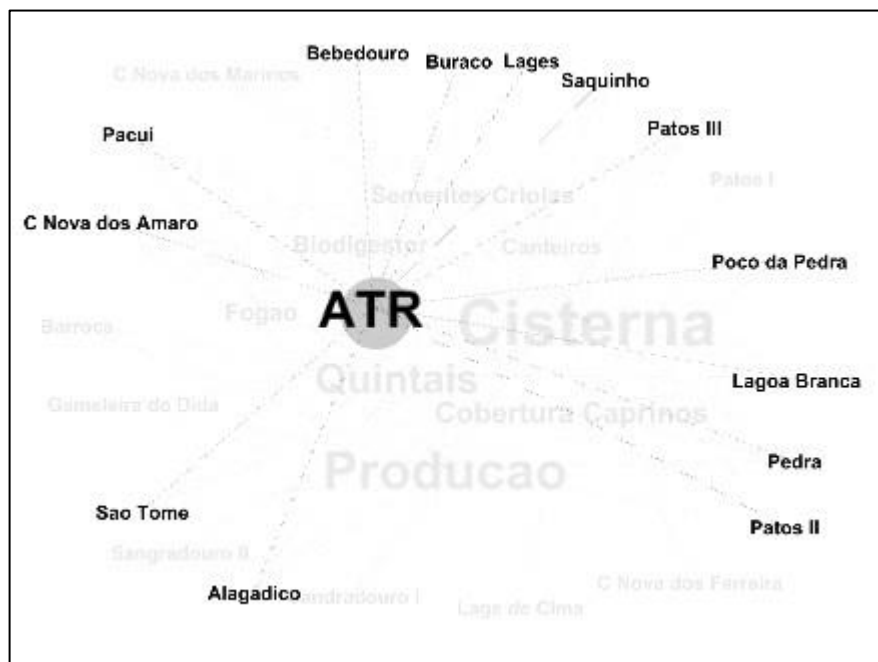 Bebedouro
Buraco
Lages
C Nova dos Marinos
Saquinho
Pacui
Patos III
Patos I
Sementes Criolas
C Nova dos Amaro
Biodigestor
Canteiros
Poco da Pedra
ATR
Fogao
Cisterna
Barroca
Quintais
Lagoa Branca
Gameleira do Dida
Cobertura Caprinos
Pedra
Producao
Sao Tome
Patos II
Sangradouro II
C Nova dos Ferreira
Alagadico
Sandradouro I
Lage de Cima